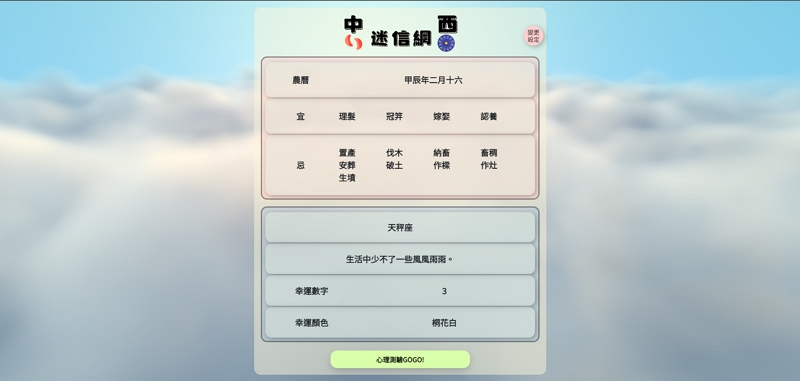 中 西
迷信網
變更
設定
農曆 甲辰年二月十六
宜 理髮 冠笄 嫁娶 認養
忌 置產 伐木 納畜 畜稠
安葬 破土 作樑 作灶
生墳
天秤座
生活中少不了一些風風雨雨。
幸運數字 3
幸運顏色 桐花白
心理測驗GOGO!